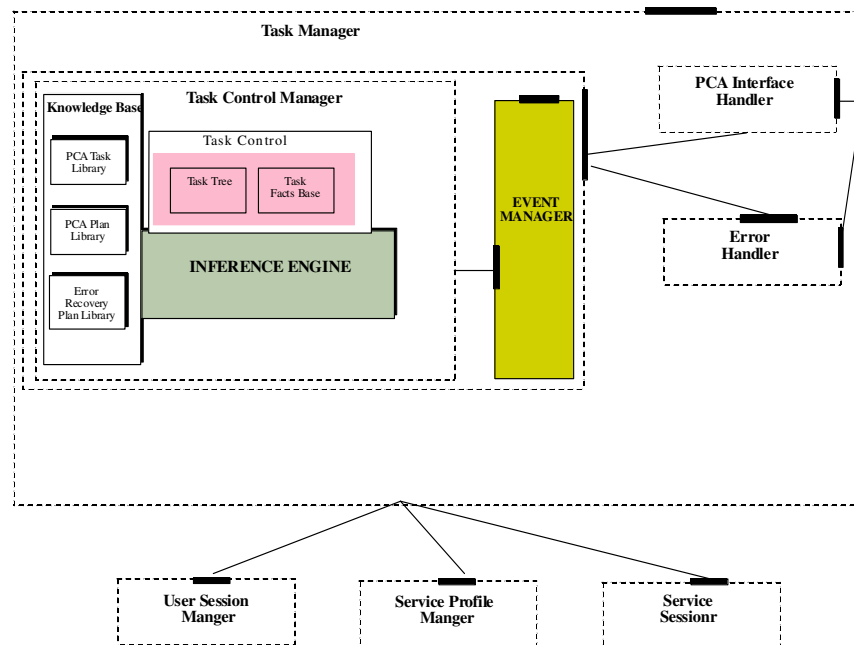 Task Manager
PCA Interface
Handler
Task Control Manager
Knowledge Base
Task Control
PCA Task
Library
Task Tree
Task
Facts Base
EVENT
MANAGER
PCA Plan
Library
Error
Handler
INFERENCE ENGINE
Error
Recovery
Plan Library
User Session
Manger
Service Profile
Manger
Service
Sessionr